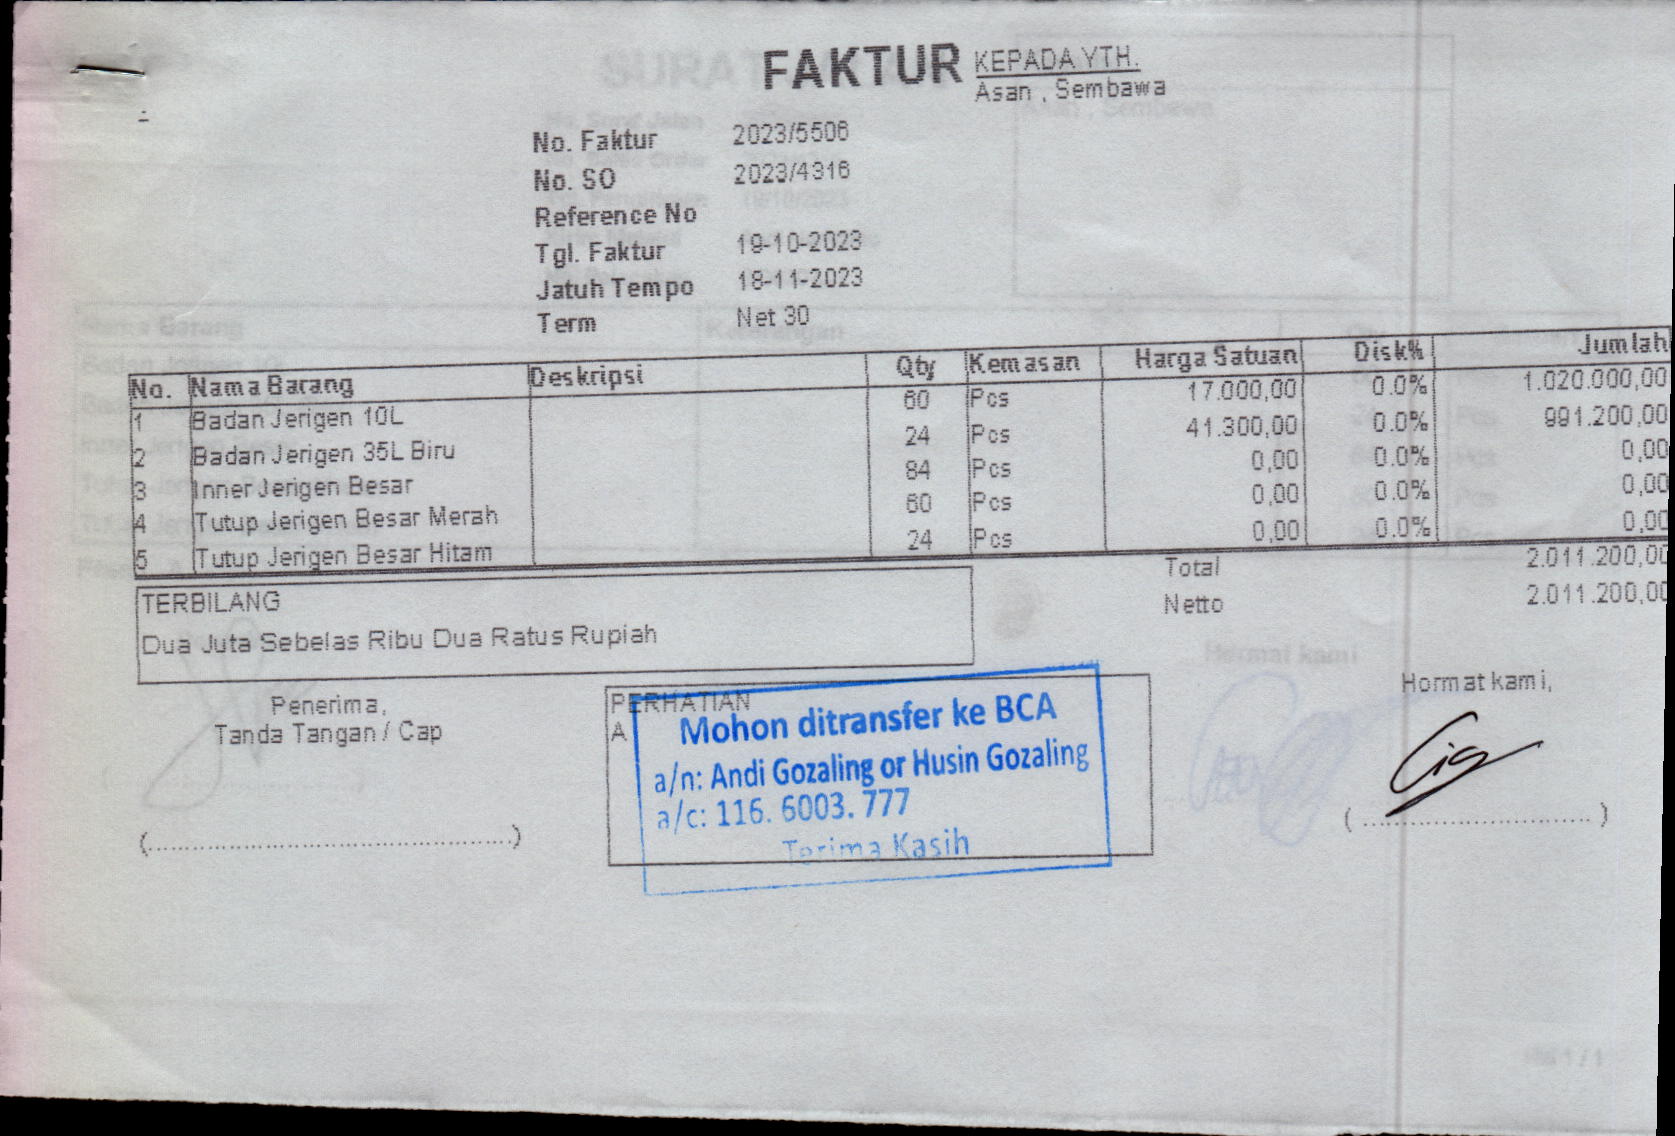 FAKTUR
KEPADA YTH.
Asan , Sembawa
No. Faktur 2023/5506
No. SO 2023/4316
Reference No
Tgl. Faktur 19-10-2023
Jatuh Tempo 18-11-2023
Term Net 30
No. Nama Barang Deskripsi Qty Kemasan Harga Satuan Disk% Jumlah
1 Badan Jerigen 10L 60 Pcs 17.000,00 0.0% 1.020.000,00
2 Badan Jerigen 35L Biru 24 Pcs 41.300,00 0.0% 991.200,00
3 Inner Jerigen Besar 84 Pcs 0,00 0.0% 0,00
4 Tutup Jerigen Besar Merah 60 Pcs 0,00 0.0% 0,00
5 Tutup Jerigen Besar Hitam 24 Pcs 0,00 0.0% 0,00
Total 2.011.200,00
Netto 2.011.200,00
TERBILANG
Dua Juta Sebelas Ribu Dua Ratus Rupiah
Penerima,
Tanda Tangan / Cap
PERHATIAN
A
Mohon ditransfer ke BCA
a/n: Andi Gozaling or Husin Gozaling
a/c: 116. 6003. 777
Terima Kasih
Hormat kami,